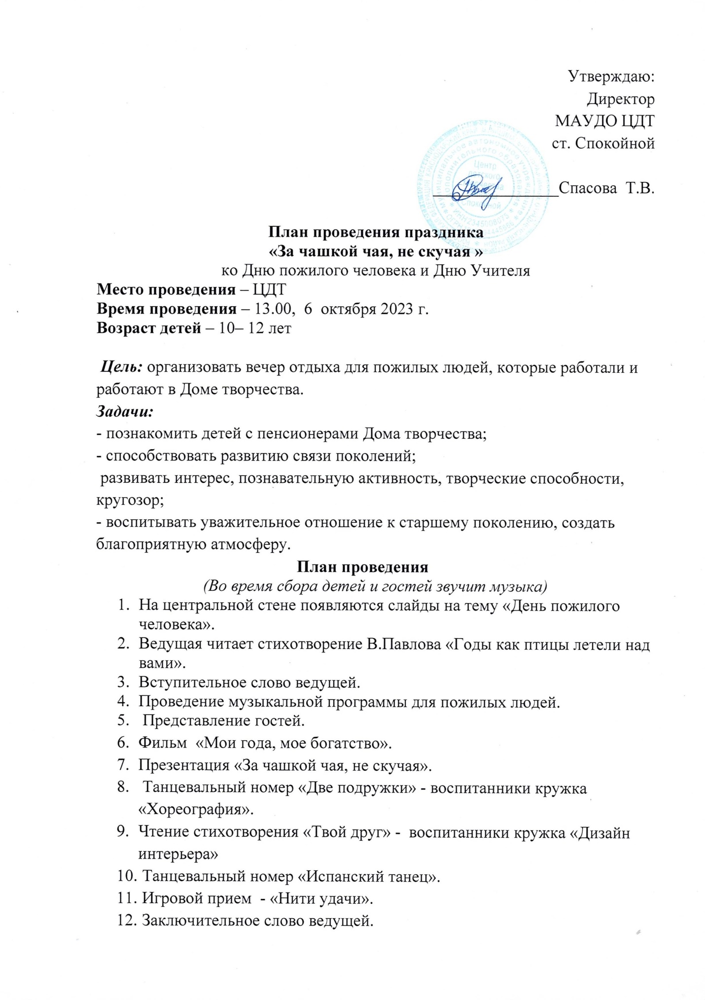 Утверждаю:
Директор
МАУДО ЦДТ
ст. Спокойной
Центр
детского
Спокойной
Спасова Т.В.
План проведения праздника
«За чашкой чая, не скучая »
ко Дню пожилого человека и Дню Учителя
Место проведения – ЦДТ
Время проведения – 13.00, 6 октября 2023 г.
Возраст детей – 10– 12 лет
Цель: организовать вечер отдыха для пожилых людей, которые работали и
работают в Доме творчества.
Задачи:
- познакомить детей с пенсионерами Дома творчества;
- способствовать развитию связи поколений;
развивать интерес, познавательную активность, творческие способности,
кругозор;
- воспитывать уважительное отношение к старшему поколению, создать
благоприятную атмосферу.
План проведения
(Во время сбора детей и гостей звучит музыка)
1. На центральной стене появляются слайды на тему «День пожилого
человека».
2. Ведущая читает стихотворение В.Павлова «Годы как птицы летели над
вами».
3. Вступительное слово ведущей.
4. Проведение музыкальной программы для пожилых людей.
5. Представление гостей.
6. Фильм «Мои года, мое богатство».
7. Презентация «За чашкой чая, не скучая».
8. Танцевальный номер «Две подружки» - воспитанники кружка
«Хореография».
9. Чтение стихотворения «Твой друг» - воспитанники кружка «Дизайн
интерьера»
10. Танцевальный номер «Испанский танец».
11. Игровой прием - «Нити удачи».
12. Заключительное слово ведущей.